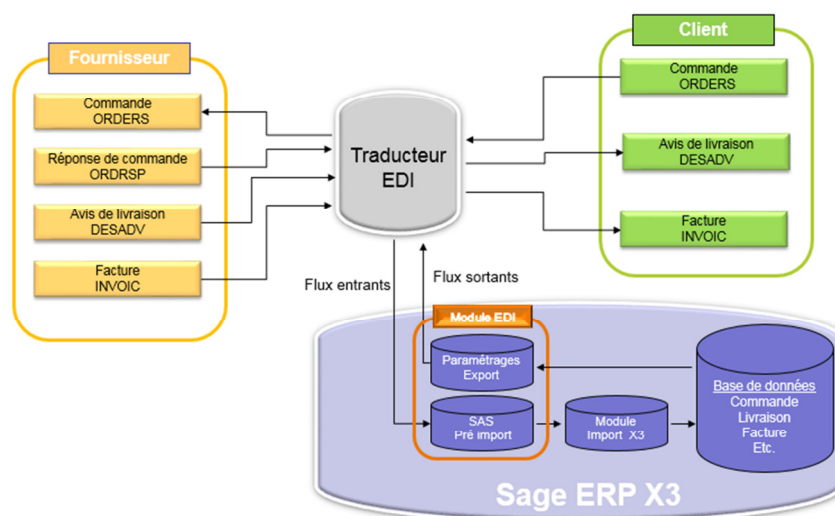 Fournisseur
Commande
ORDERS
Réponse de commande
ORDRSP
Avis de livraison
DESADV
Facture
INVOIC
Traducteur
EDI
Client
Commande
ORDERS
Avis de livraison
DESADV
Facture
INVOIC
Flux entrants
Flux sortants
Module EDI
Paramétrages
Export
SAS
Pré import
Module
Import X3
Base de données
Commande
Livraison
Facture
Etc.
Sage ERP X3